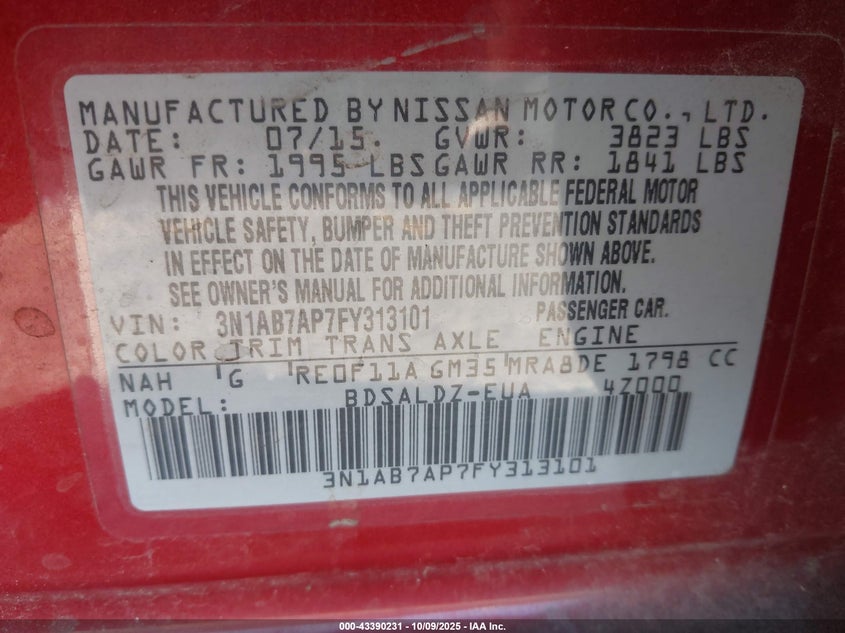 MANUFACTURED BY NISSAN MOTOR CO., LTD.
DATE: 07/15. GVWR: 3823 LBS
GAWR FR: 1995 LBS GAWR RR: 1841 LBS
THIS VEHICLE CONFORMS TO ALL APPLICABLE FEDERAL MOTOR
VEHICLE SAFETY, BUMPER AND THEFT PREVENTION STANDARDS
IN EFFECT ON THE DATE OF MANUFACTURE SHOWN ABOVE.
SEE OWNER'S MANUAL FOR ADDITIONAL INFORMATION.
VIN: 3N1AB7AP7FY313101 PASSENGER CAR.
COLOR TRIM TRANS AXLE ENGINE
NAH G RE0F11A GM35 MRA8DE 1798 CC
MODEL: BDSALDZ-EUA 4Z000
3N1AB7AP7FY313101
000-43390231 - 10/09/2025 - IAA Inc.